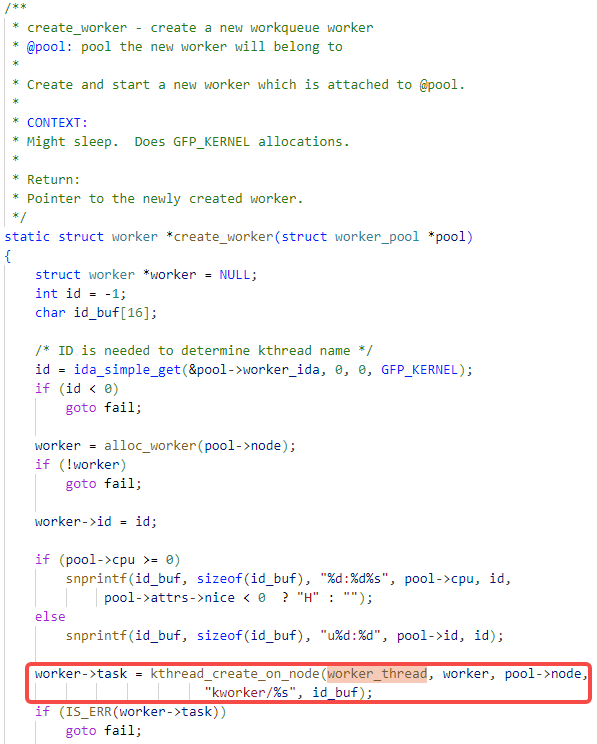 /**
 * create_worker - create a new workqueue worker
 * @pool: pool the new worker will belong to
 *
 * Create and start a new worker which is attached to @pool.
 *
 * CONTEXT:
 * Might sleep.  Does GFP_KERNEL allocations.
 *
 * Return:
 * Pointer to the newly created worker.
 */
static struct worker *create_worker(struct worker_pool *pool)
{
    struct worker *worker = NULL;
    int id = -1;
    char id_buf[16];

    /* ID is needed to determine kthread name */
    id = ida_simple_get(&pool->worker_ida, 0, 0, GFP_KERNEL);
    if (id < 0)
        goto fail;

    worker = alloc_worker(pool->node);
    if (!worker)
        goto fail;

    worker->id = id;

    if (pool->cpu >= 0)
        snprintf(id_buf, sizeof(id_buf), "%d:%d%s", pool->cpu, id,
             pool->attrs->nice < 0  ? "H" : "");
    else
        snprintf(id_buf, sizeof(id_buf), "u%d:%d", pool->id, id);

    worker->task = kthread_create_on_node(worker_thread, worker, pool->node,
                          "kworker/%s", id_buf);
    if (IS_ERR(worker->task))
        goto fail;